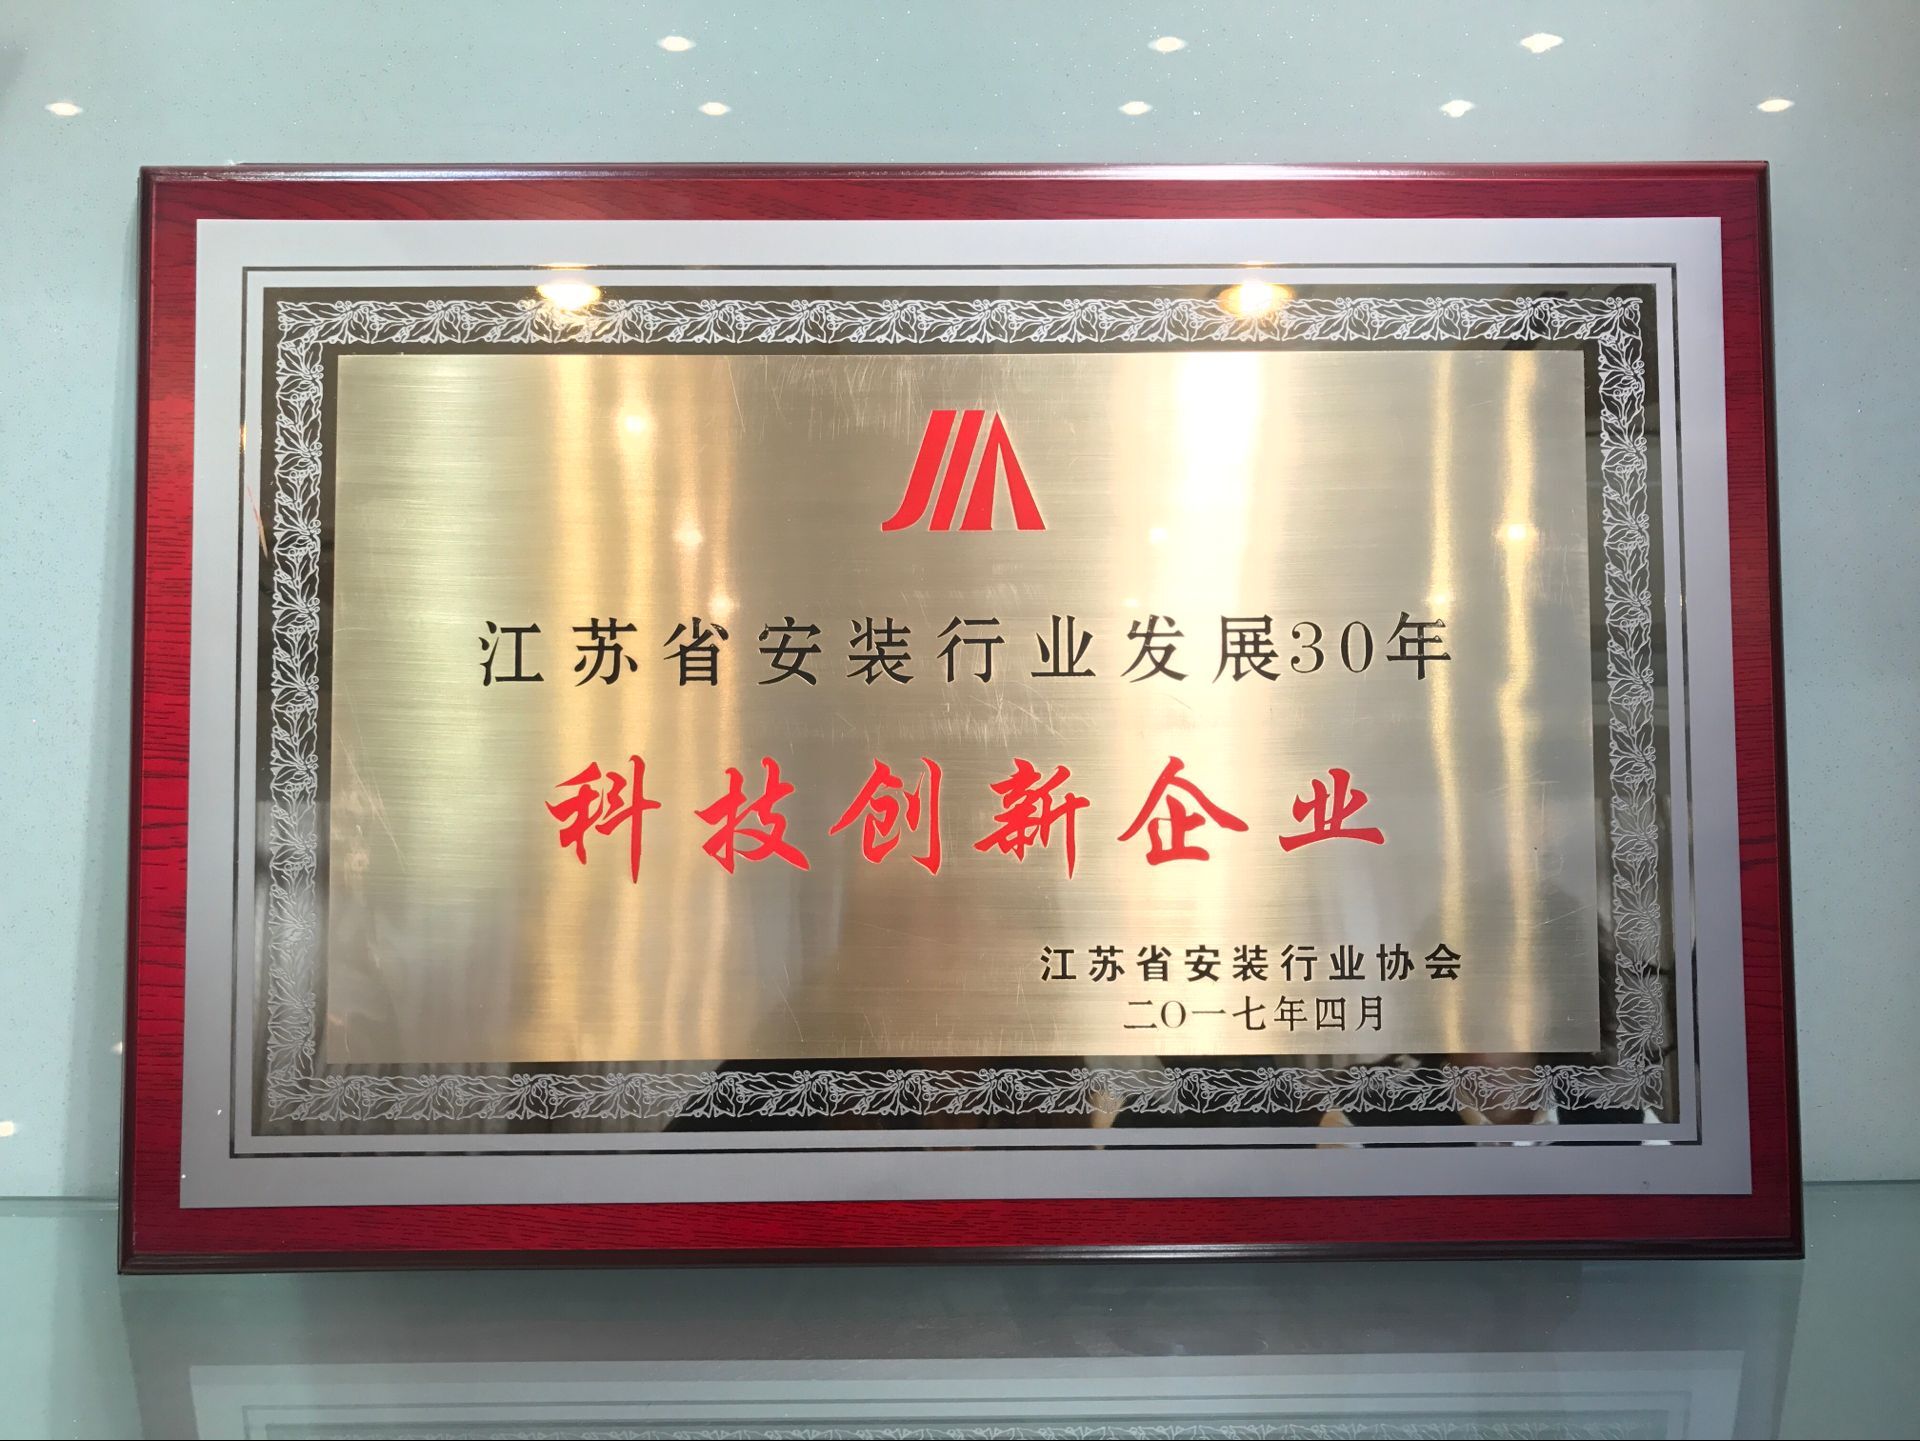 江苏省安装行业发展30年
科技创新企业
江苏省安装行业协会
二〇一七年四月